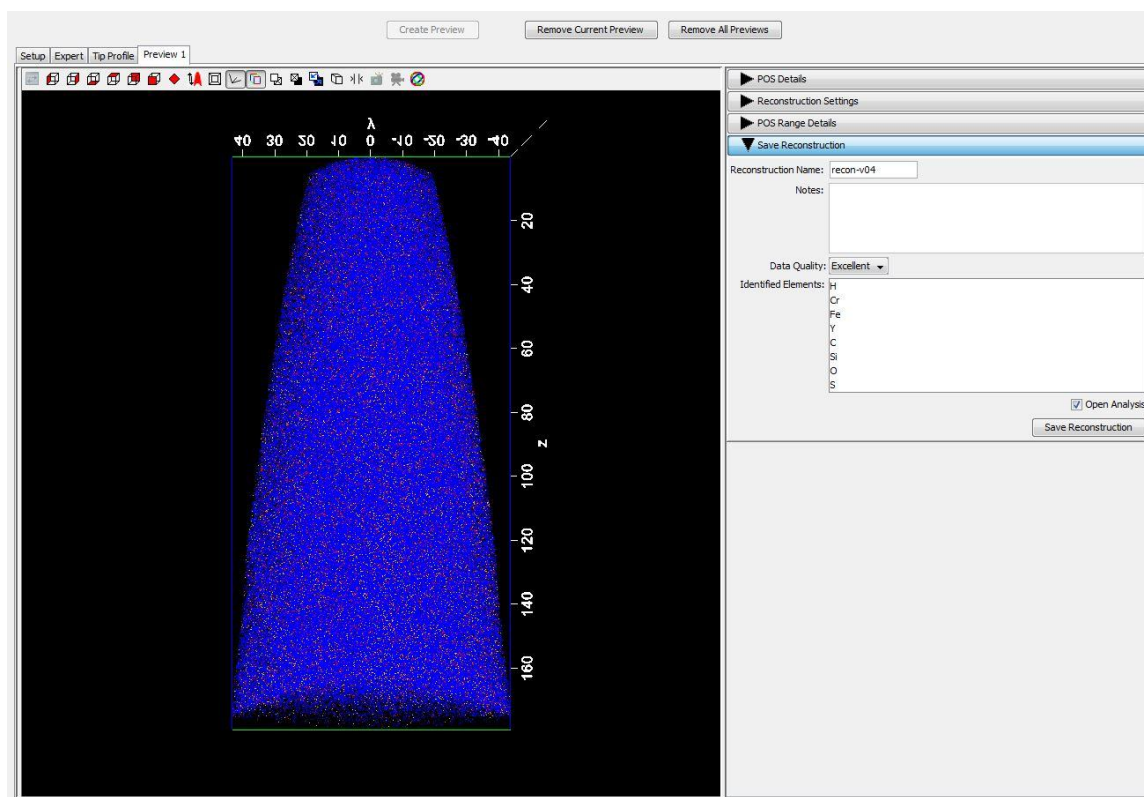 Create Preview Remove Current Preview Remove All Previews
Setup Expert Tip Profile Preview 1
POS Details
Reconstruction Settings
POS Range Details
Save Reconstruction
Reconstruction Name: recon-v04
Notes:
Data Quality: Excellent
Identified Elements: H
Cr
Fe
Y
C
Si
O
S
Open Analysis
Save Reconstruction
y
40 30 20 10 0 -10 -20 -30 -40
20
40
60
80
z
100
120
140
160